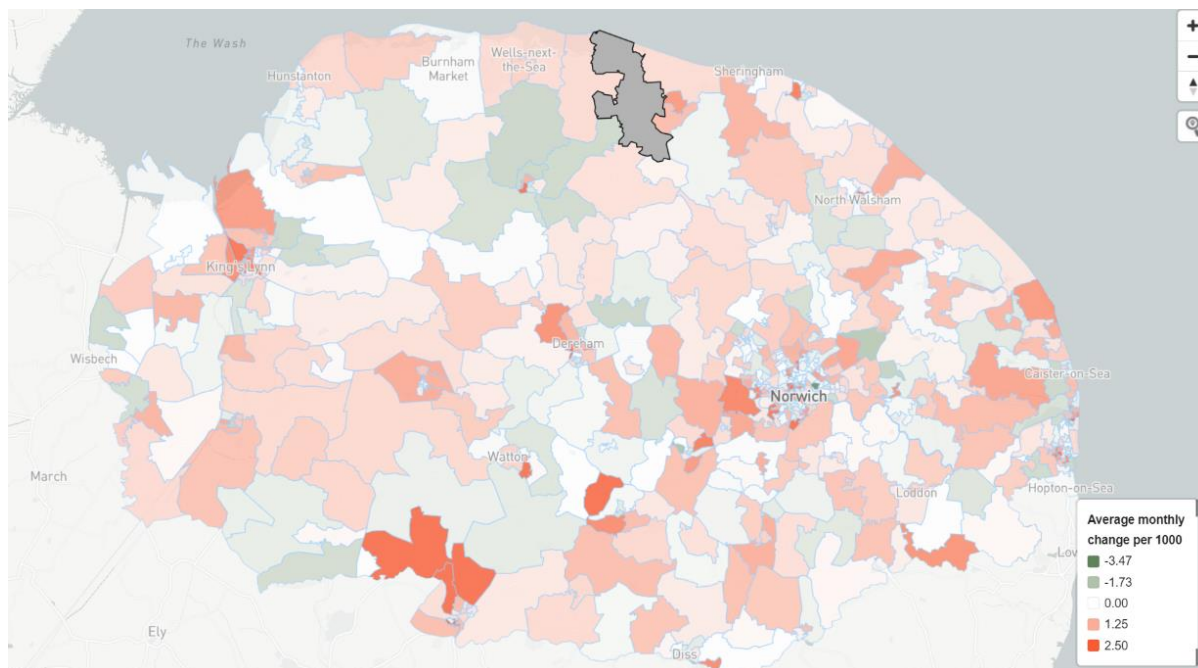 The Wash
Hunstanton
Burnham
Market
Wells-next-
the-Sea
Sheringham
North Walsham
King's Lynn
Wisbech
Dereham
Norwich
Caister-on-Sea
March
Watton
Loddon
Hopton-on-Sea
Ely
Diss
Average monthly
change per 1000
-3.47
-1.73
0.00
1.25
2.50